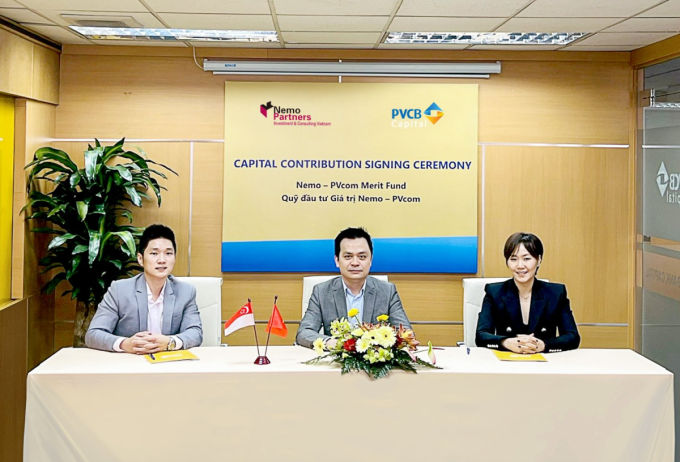 Nemo
Partners
Investment & Consulting Vietnam
PVCB
Capital
CAPITAL CONTRIBUTION SIGNING CEREMONY
Nemo – PVcom Merit Fund
Quỹ đầu tư Giá trị Nemo – PVcom